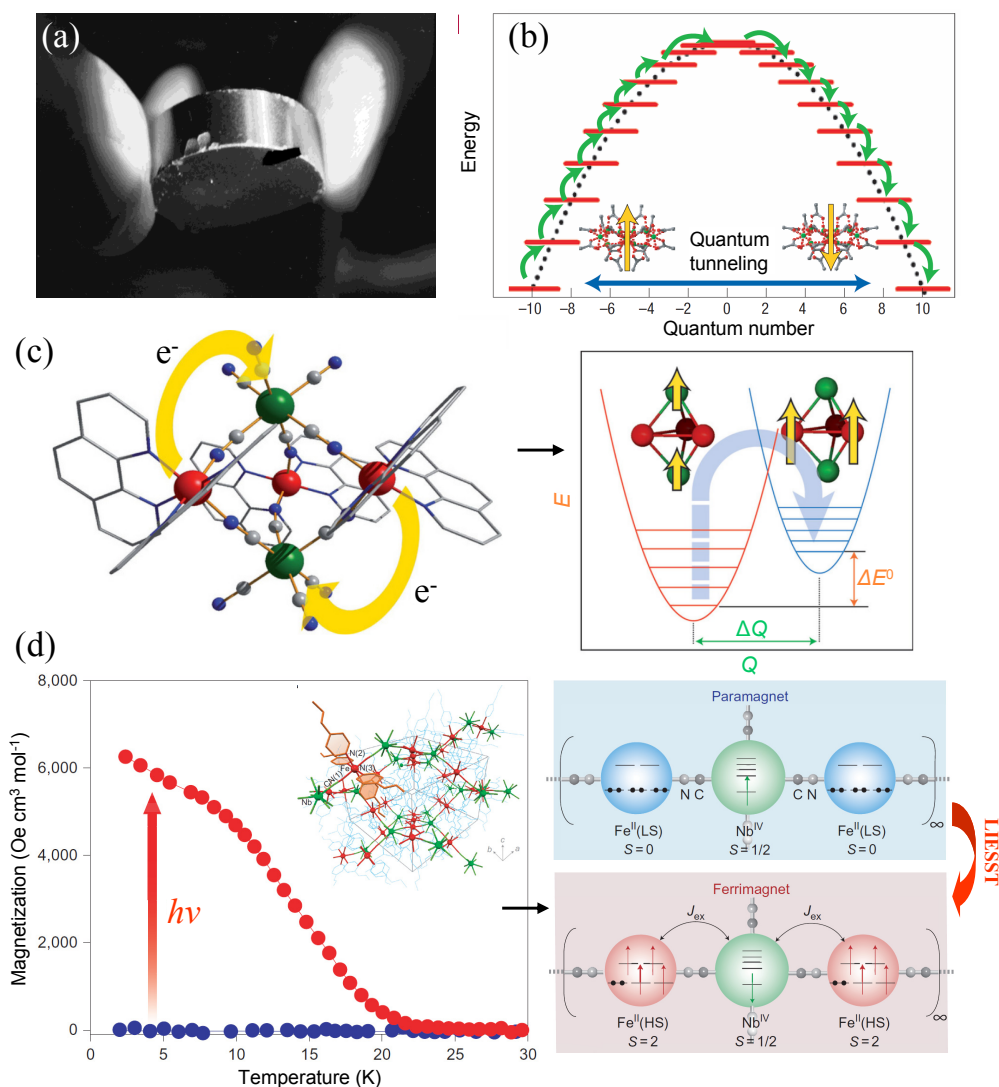 (a)
(b)
Energy
Quantum
tunneling
–10 –8 –6 –4 –2 0 2 4 6 8 10
Quantum number
(c)
e-
e-
E
ΔE⁰
ΔQ
Q
(d)
8,000
6,000
4,000
2,000
0
Magnetization (Oe cm³ mol⁻¹)
hν
0 5 10 15 20 25 30
Temperature (K)
N(2)
Fe
N(3)
CN(1)
Nb
b c a
Paramagnet
N C C N
Feᴵᴵ(LS) Nbᴵⱽ Feᴵᴵ(LS)
S=0 S=1/2 S=0
∞
LIESST
Ferrimagnet
Jex Jex
Feᴵᴵ(HS) Nbᴵⱽ Feᴵᴵ(HS)
S=2 S=1/2 S=2
∞